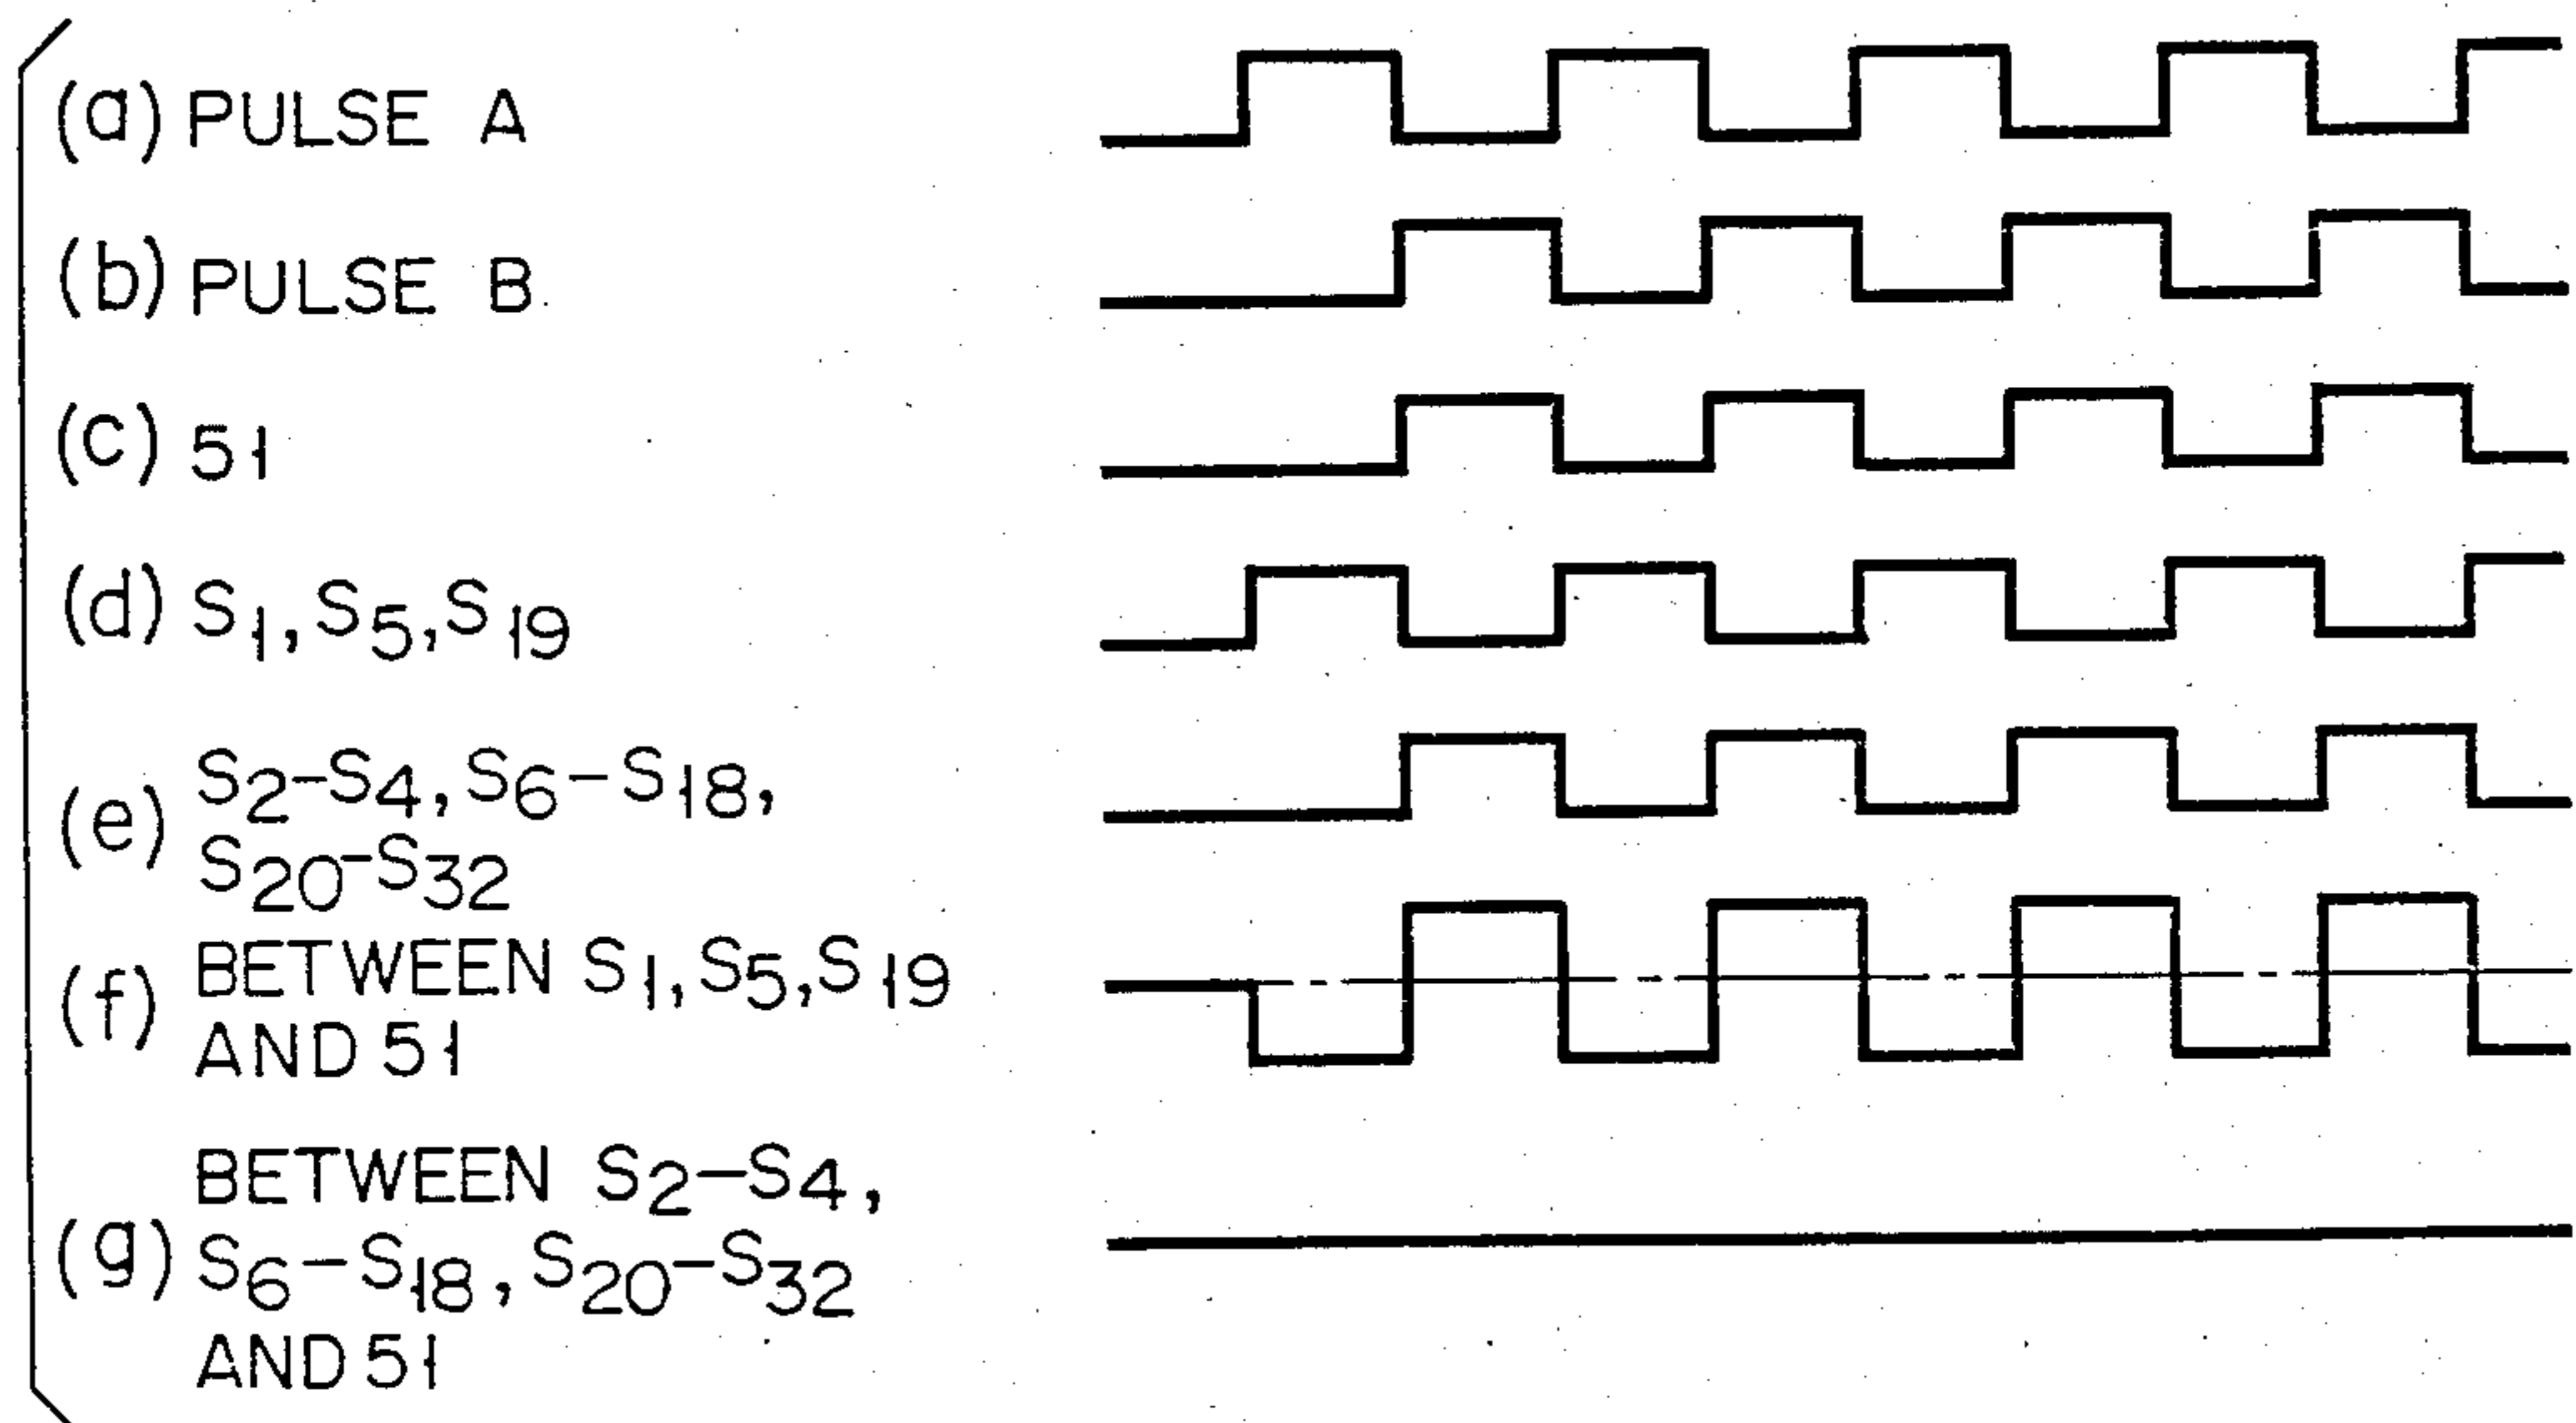 (a) PULSE A
(b) PULSE B
(c) 51
(d) S1, S5, S19
(e) S2-S4, S6-S18,
S20-S32
(f) BETWEEN S1, S5, S19
AND 51
(g) BETWEEN S2-S4,
S6-S18, S20-S32
AND 51